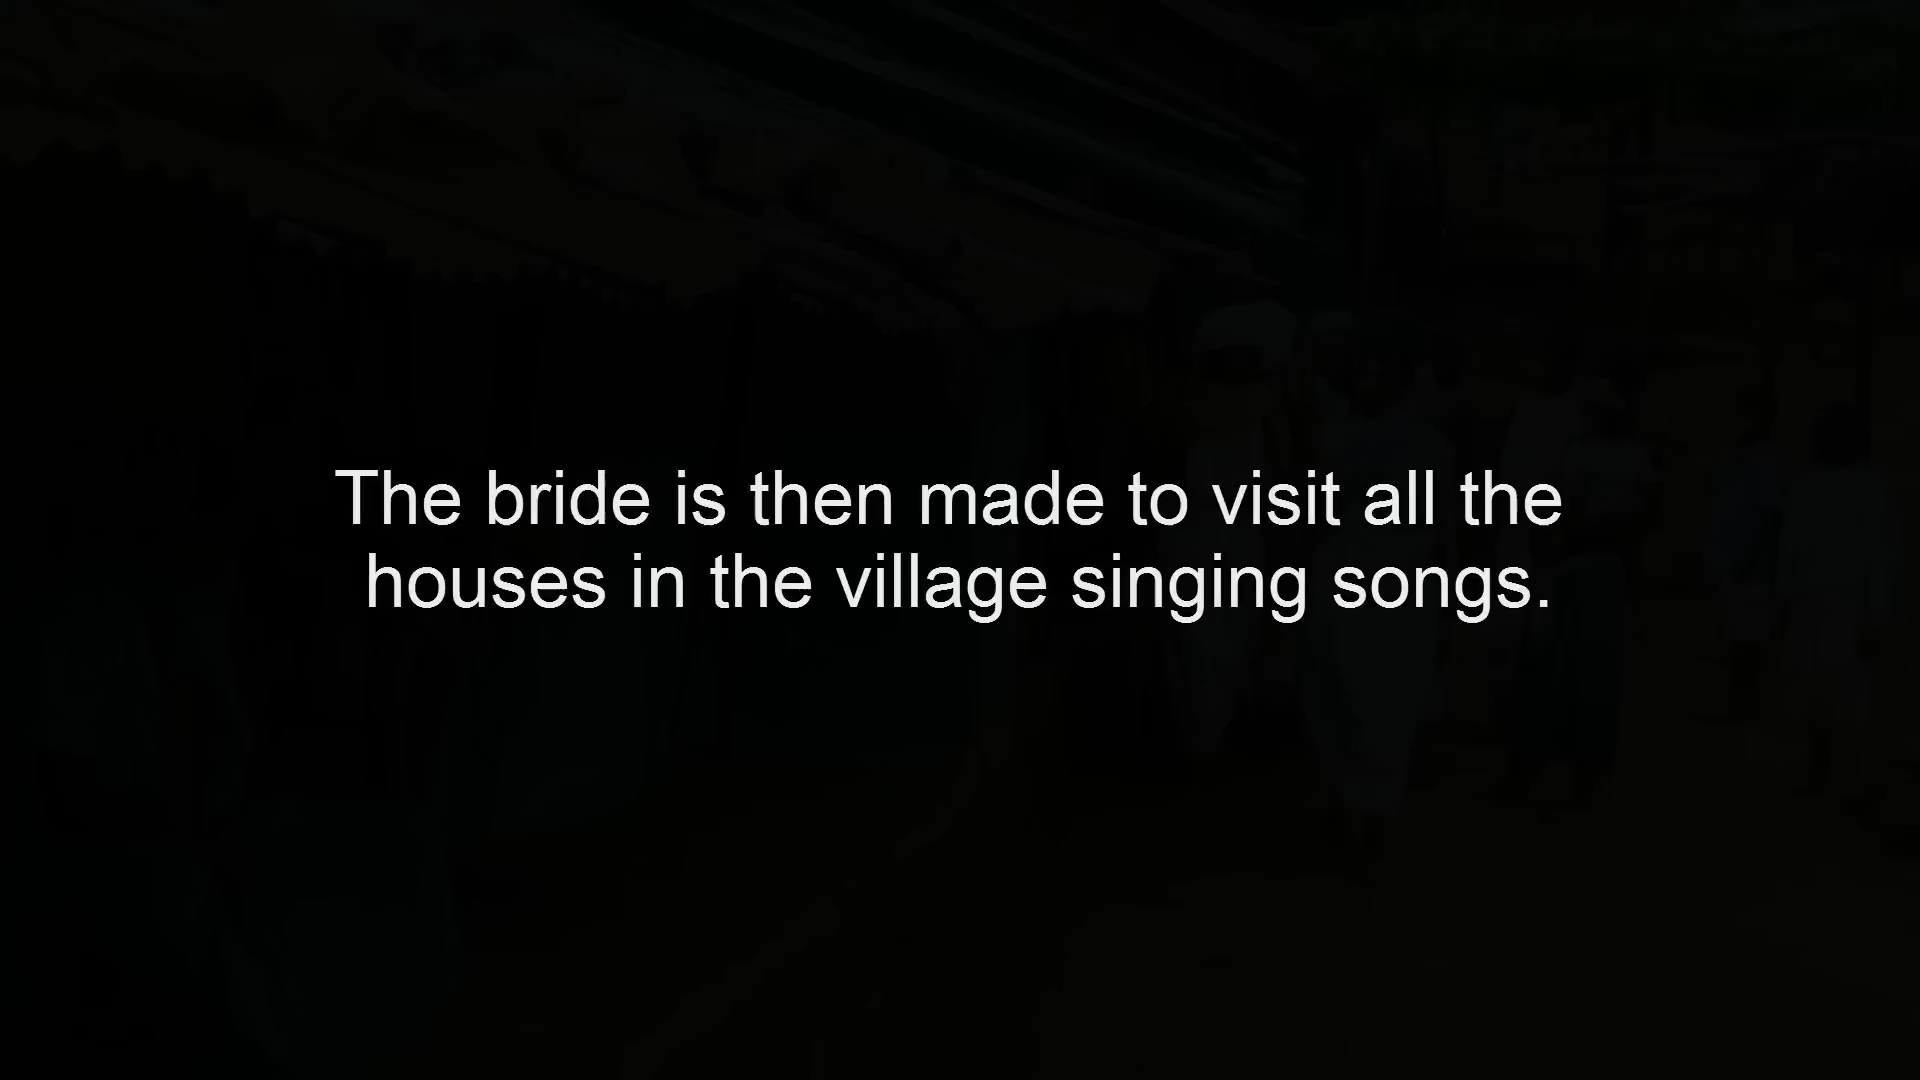 The bride is then made to visit all the
houses in the village singing songs.